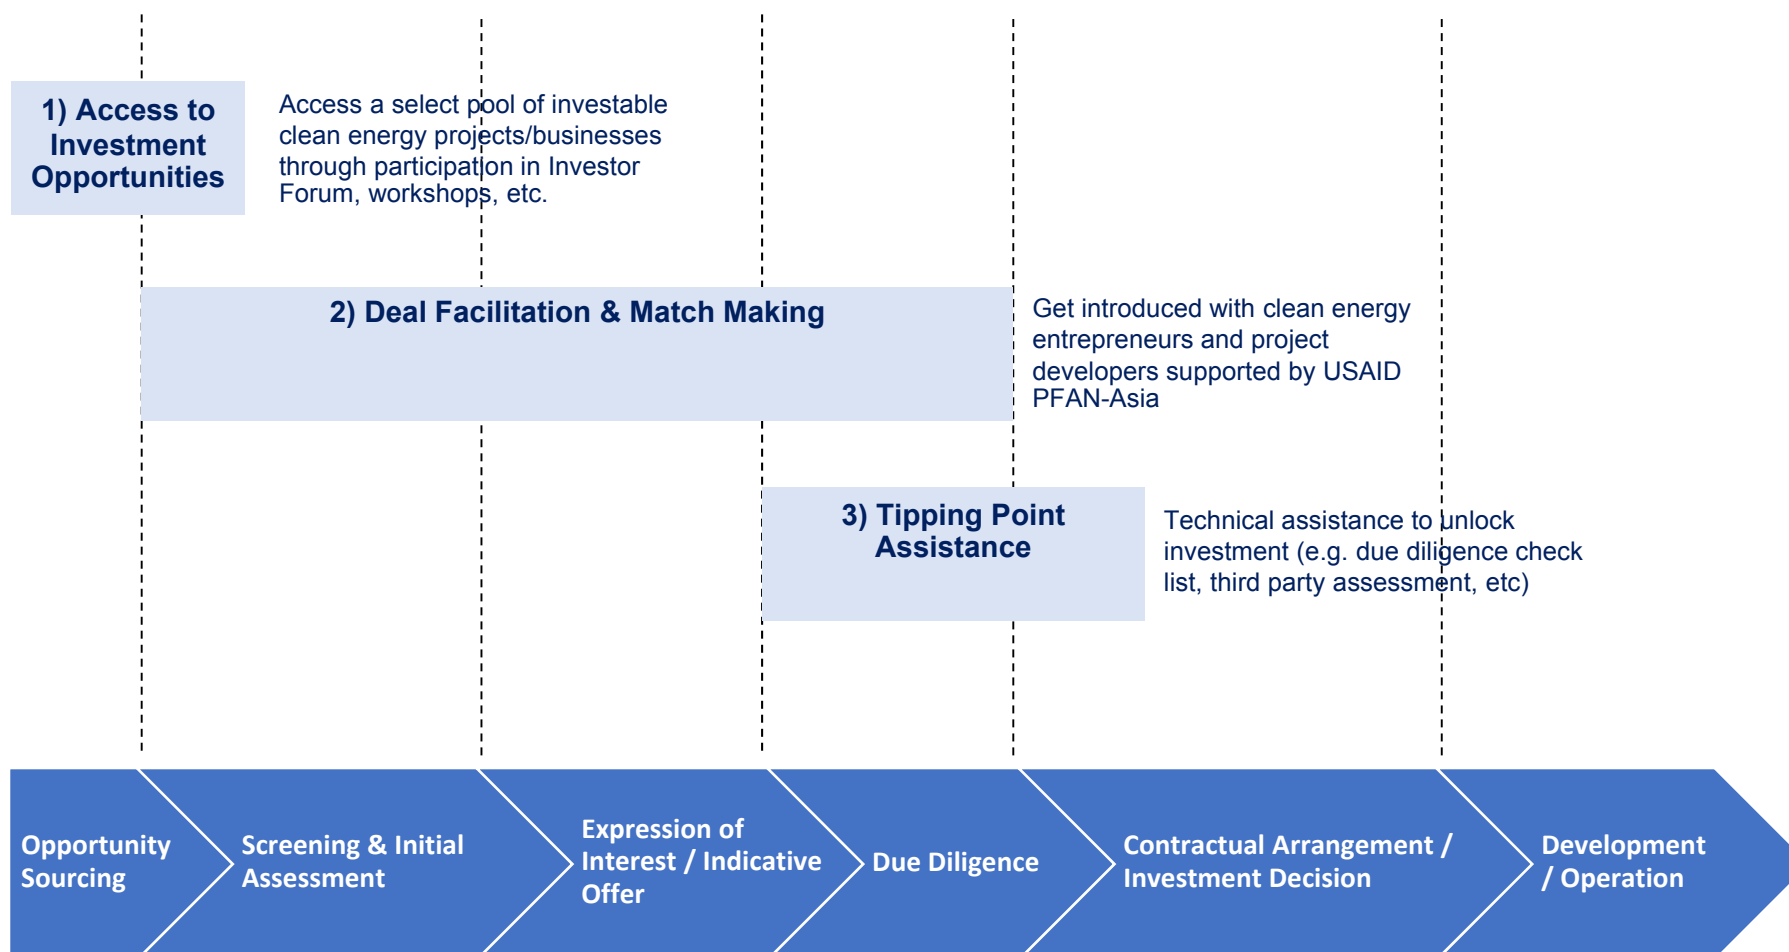 1) Access to
Investment
Opportunities
Access a select pool of investable
clean energy projects/businesses
through participation in Investor
Forum, workshops, etc.
2) Deal Facilitation & Match Making
Get introduced with clean energy
entrepreneurs and project
developers supported by USAID
PFAN-Asia
3) Tipping Point
Assistance
Technical assistance to unlock
investment (e.g. due diligence check
list, third party assessment, etc)
Opportunity
Sourcing
Screening & Initial
Assessment
Expression of
Interest / Indicative
Offer
Due Diligence
Contractual Arrangement /
Investment Decision
Development
/ Operation